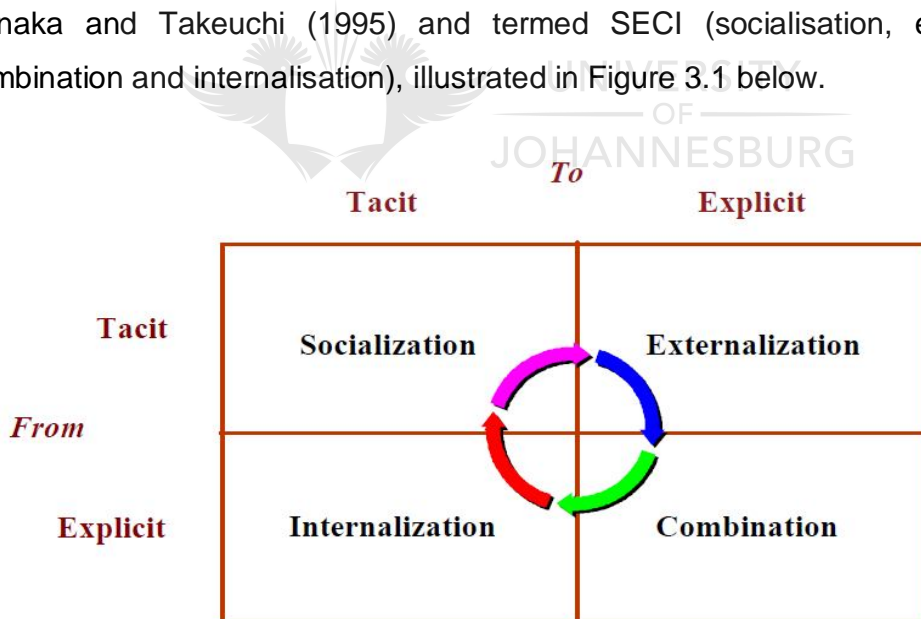 naka and Takeuchi (1995) and termed SECI (socialisation, e
mbination and internalisation), illustrated in Figure 3.1 below.
UNIVERSITY
OF
JOHANNESBURG
To
Tacit Explicit
Tacit
Socialization Externalization
From
Explicit
Internalization Combination